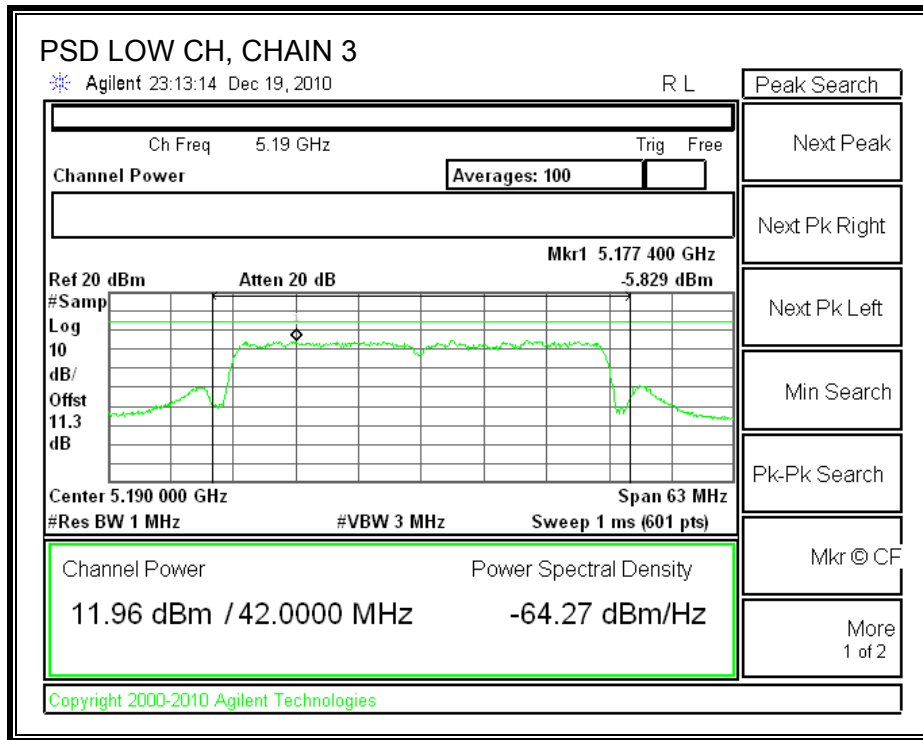 PSD LOW CH, CHAIN 3
Agilent 23:13:14 Dec 19, 2010 R L
Peak Search
Ch Freq 5.19 GHz Trig Free
Next Peak
Channel Power Averages: 100
Next Pk Right
Mkr1 5.177 400 GHz
Ref 20 dBm Atten 20 dB -5.829 dBm
#Samp
Log
10
dB/
Offst
11.3
dB
Next Pk Left
Min Search
Pk-Pk Search
Center 5.190 000 GHz Span 63 MHz
#Res BW 1 MHz #VBW 3 MHz Sweep 1 ms (601 pts)
Mkr © CF
Channel Power Power Spectral Density
11.96 dBm / 42.0000 MHz -64.27 dBm/Hz
More
1 of 2
Copyright 2000-2010 Agilent Technologies